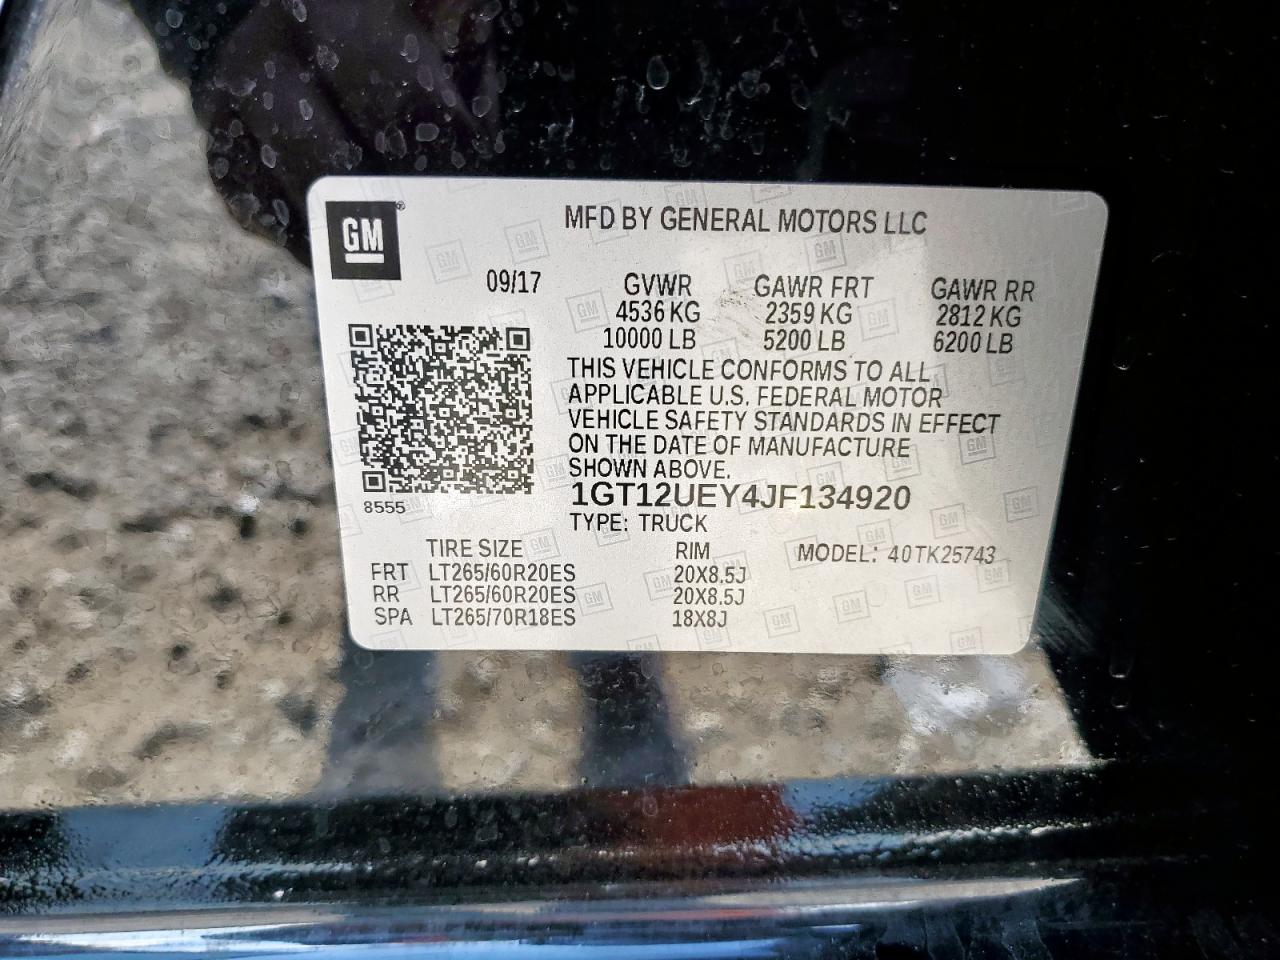 GM®
MFD BY GENERAL MOTORS LLC
09/17 GVWR GAWR FRT GAWR RR
4536 KG 2359 KG 2812 KG
10000 LB 5200 LB 6200 LB
THIS VEHICLE CONFORMS TO ALL
APPLICABLE U.S. FEDERAL MOTOR
VEHICLE SAFETY STANDARDS IN EFFECT
ON THE DATE OF MANUFACTURE
SHOWN ABOVE.
1GT12UEY4JF134920
8555
TYPE: TRUCK
TIRE SIZE RIM MODEL: 40TK25743
FRT LT265/60R20ES 20X8.5J
RR LT265/60R20ES 20X8.5J
SPA LT265/70R18ES 18X8J